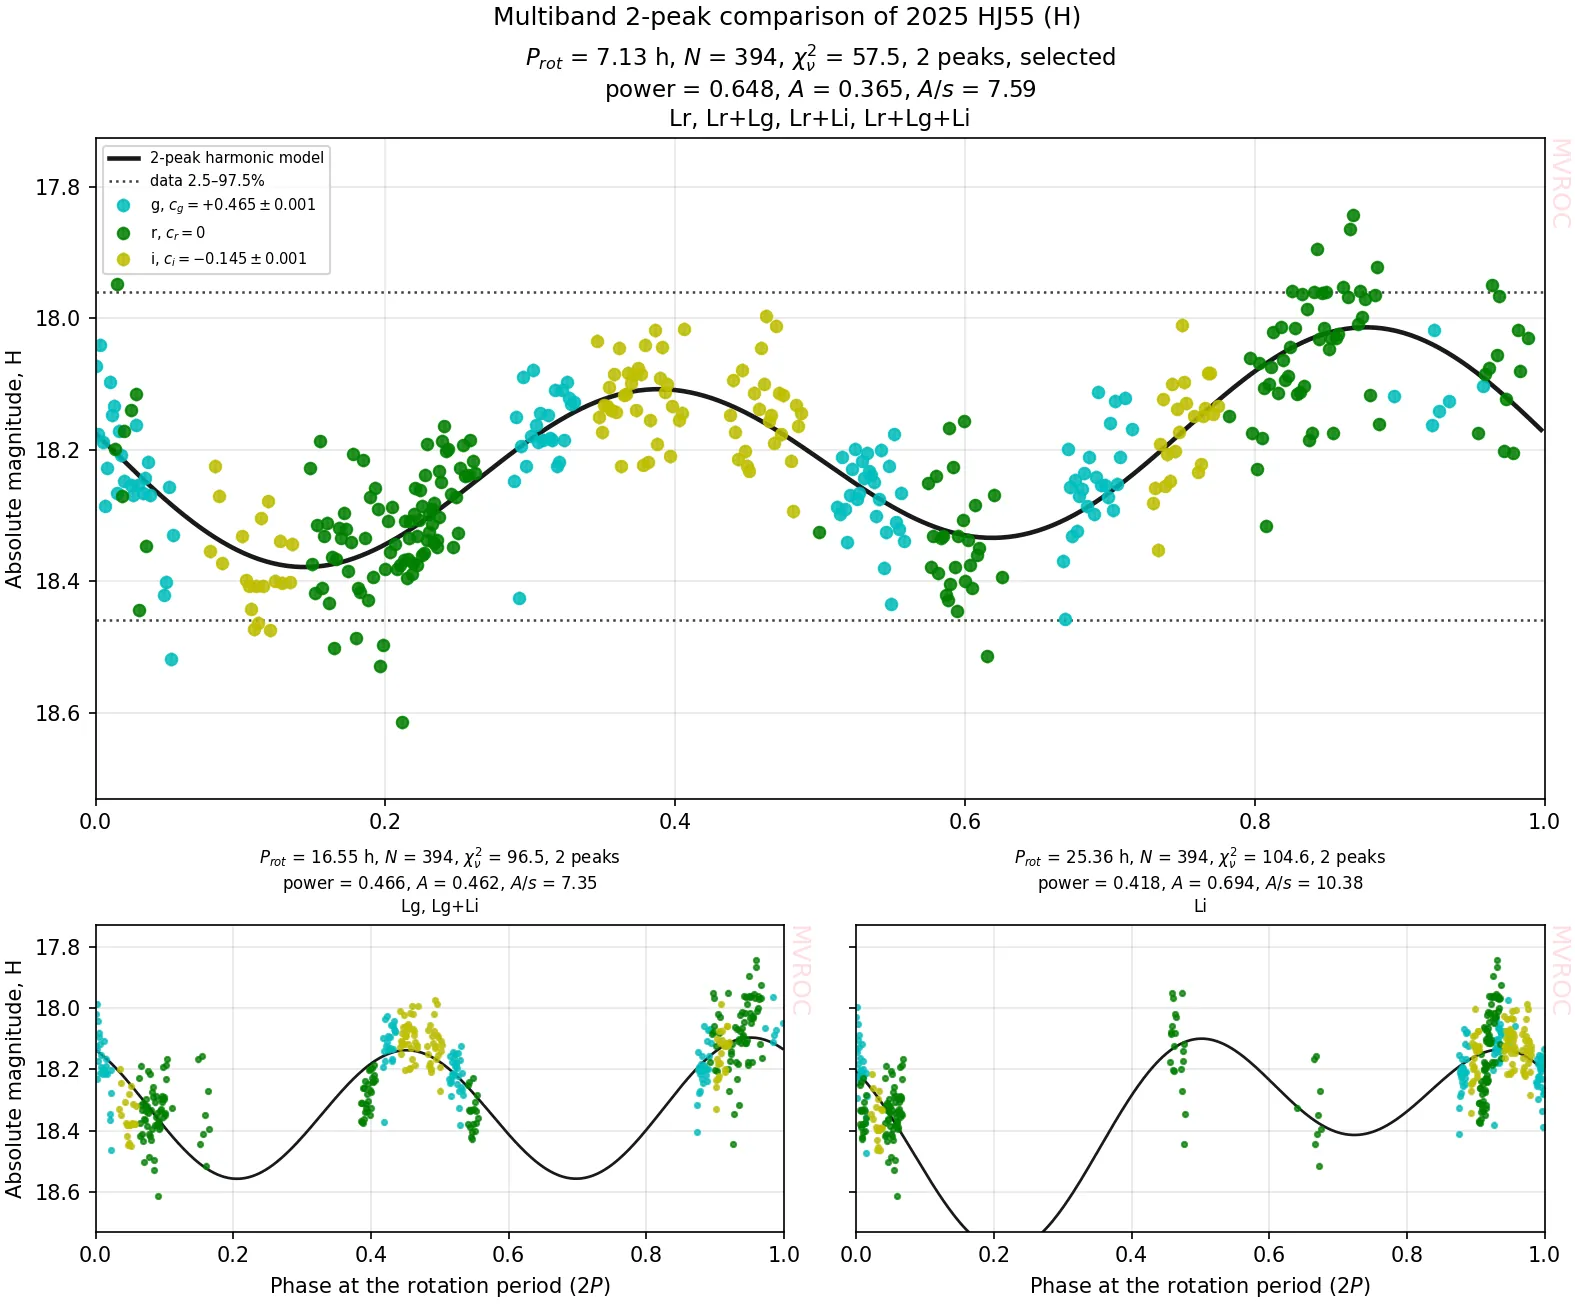 Multiband 2-peak comparison of 2025 HJ55 (H)
P_rot = 7.13 h, N = 394, χ²_ν = 57.5, 2 peaks, selected
power = 0.648, A = 0.365, A/s = 7.59
Lr, Lr+Lg, Lr+Li, Lr+Lg+Li
2-peak harmonic model
data 2.5–97.5%
g, c_g = +0.465 ± 0.001
r, c_r = 0
i, c_i = −0.145 ± 0.001
MVROC
Absolute magnitude, H
17.8
18.0
18.2
18.4
18.6
0.0 0.2 0.4 0.6 0.8 1.0
P_rot = 16.55 h, N = 394, χ²_ν = 96.5, 2 peaks
power = 0.466, A = 0.462, A/s = 7.35
Lg, Lg+Li
MVROC
Absolute magnitude, H
17.8
18.0
18.2
18.4
18.6
0.0 0.2 0.4 0.6 0.8 1.0
Phase at the rotation period (2P)
P_rot = 25.36 h, N = 394, χ²_ν = 104.6, 2 peaks
power = 0.418, A = 0.694, A/s = 10.38
Li
MVROC
0.0 0.2 0.4 0.6 0.8 1.0
Phase at the rotation period (2P)